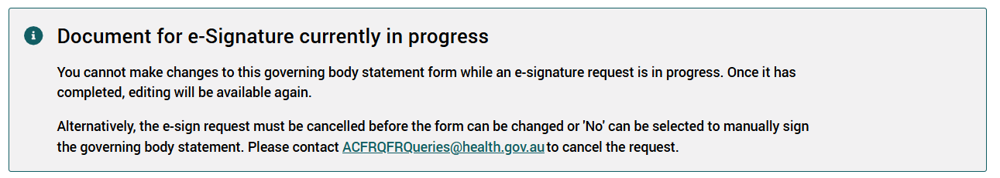 Document for e-Signature currently in progress
You cannot make changes to this governing body statement form while an e-signature request is in progress. Once it has
completed, editing will be available again.
Alternatively, the e-sign request must be cancelled before the form can be changed or 'No' can be selected to manually sign
the governing body statement. Please contact ACFRQFRQueries@health.gov.au to cancel the request.